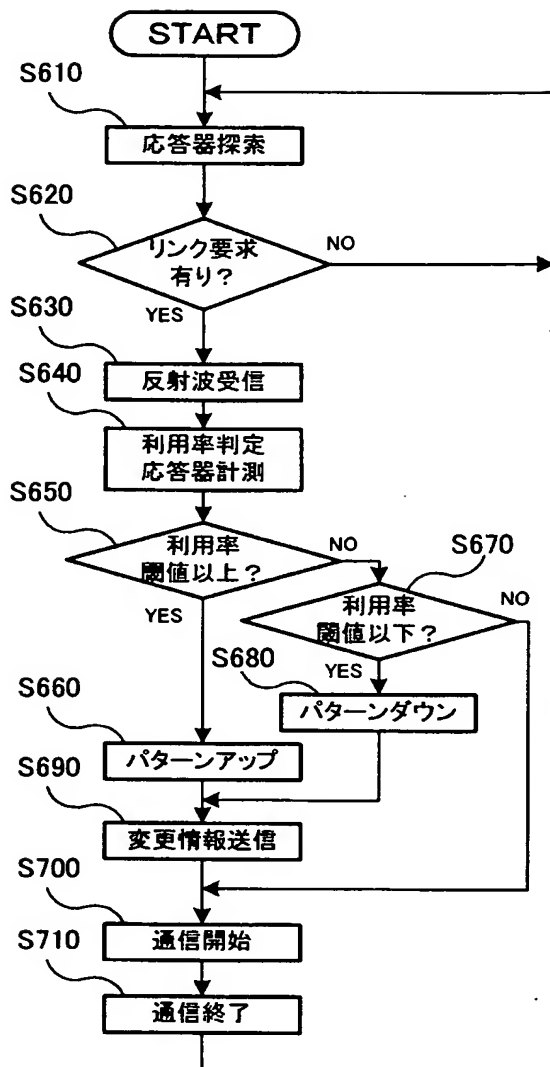 START
S610
応答器探索
S620
リンク要求
有り？
NO
YES
S630
反射波受信
S640
利用率判定
応答器計測
S650
利用率
閾値以上？
NO
YES
S670
利用率
閾値以下？
NO
YES
S680
パターンダウン
S660
パターンアップ
S690
変更情報送信
S700
通信開始
S710
通信終了